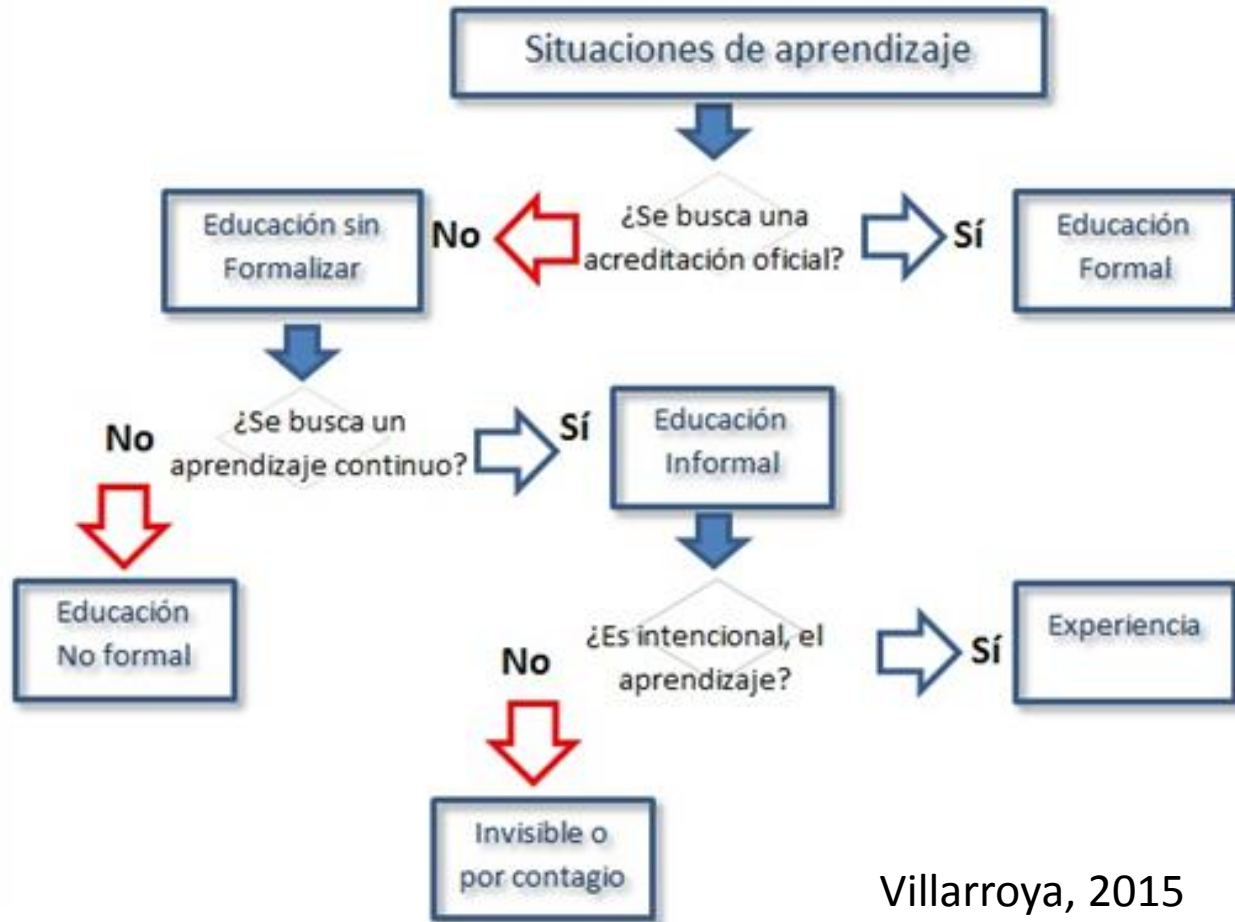 Situaciones de aprendizaje
Educación sin
Formalizar
No
¿Se busca una
acreditación oficial?
Sí
Educación
Formal
No
¿Se busca un
aprendizaje continuo?
Sí
Educación
Informal
Educación
No formal
No
¿Es intencional, el
aprendizaje?
Sí
Experiencia
Invisible o
por contagio
Villarroya, 2015